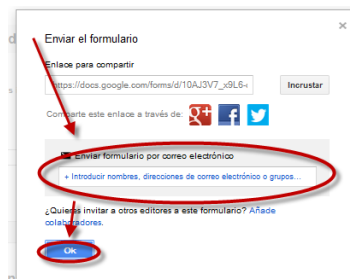 Enviar el formulario
Enlace para compartir
https://docs.google.com/forms/d/10AJ3V7_x9L6-
Incrustar
Comparte este enlace a través de:
Enviar formulario por correo electrónico
+ Introducir nombres, direcciones de correo electrónico o grupos...
¿Quieres invitar a otros editores a este formulario? Añade
colaboradores.
Ok